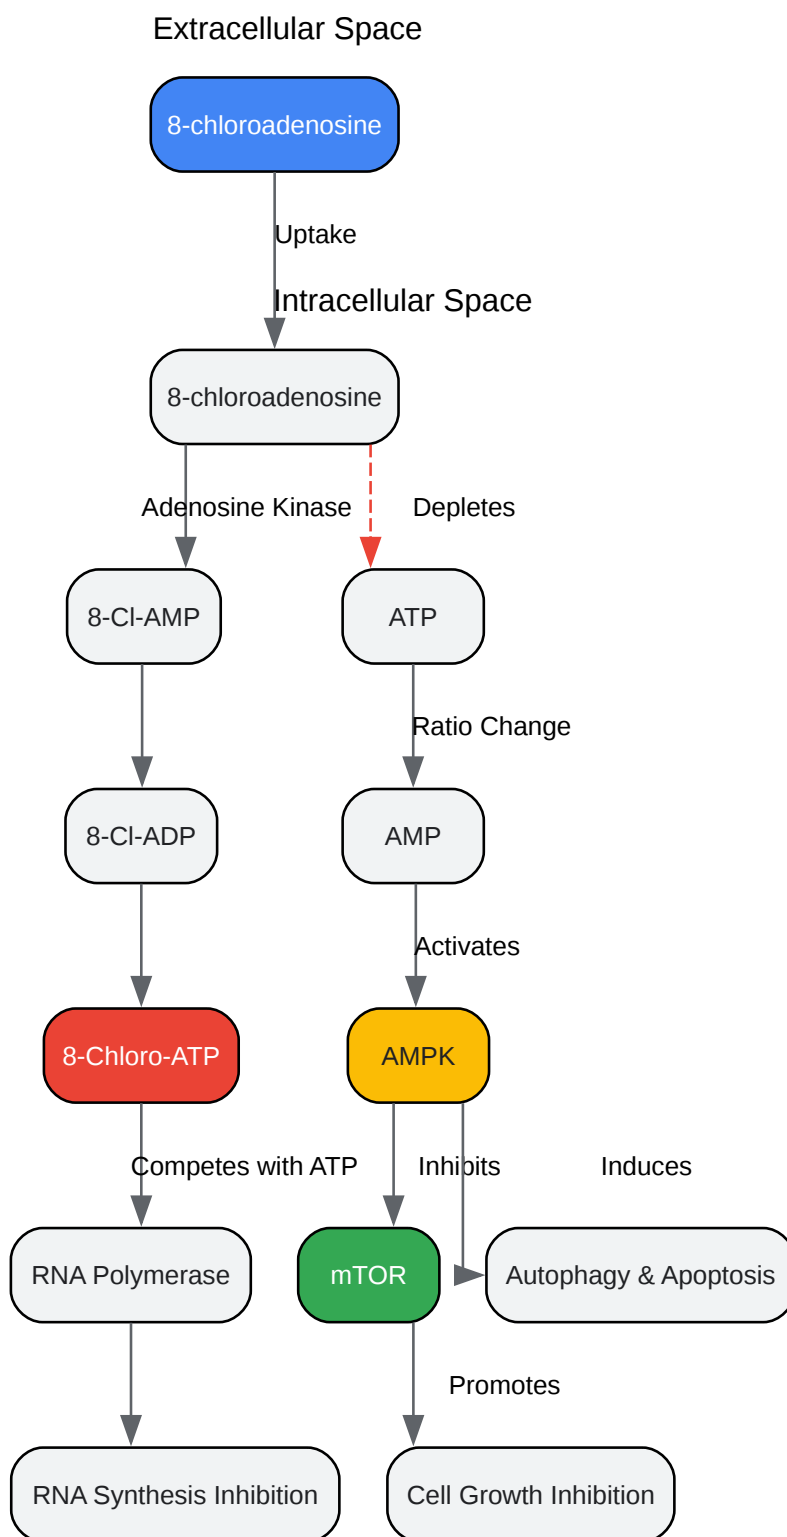 Extracellular Space
8-chloroadenosine
Uptake
Intracellular Space
8-chloroadenosine
Adenosine Kinase
Depletes
8-Cl-AMP
ATP
Ratio Change
8-Cl-ADP
AMP
Activates
8-Chloro-ATP
AMPK
Competes with ATP
Inhibits
Induces
RNA Polymerase
mTOR
Autophagy & Apoptosis
Promotes
RNA Synthesis Inhibition
Cell Growth Inhibition